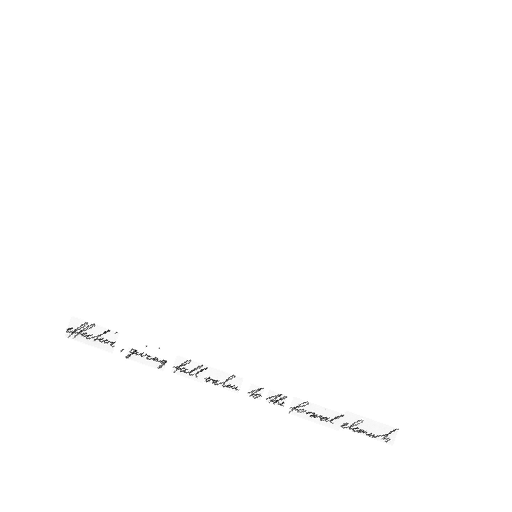 effective, giving full value to the formal elements